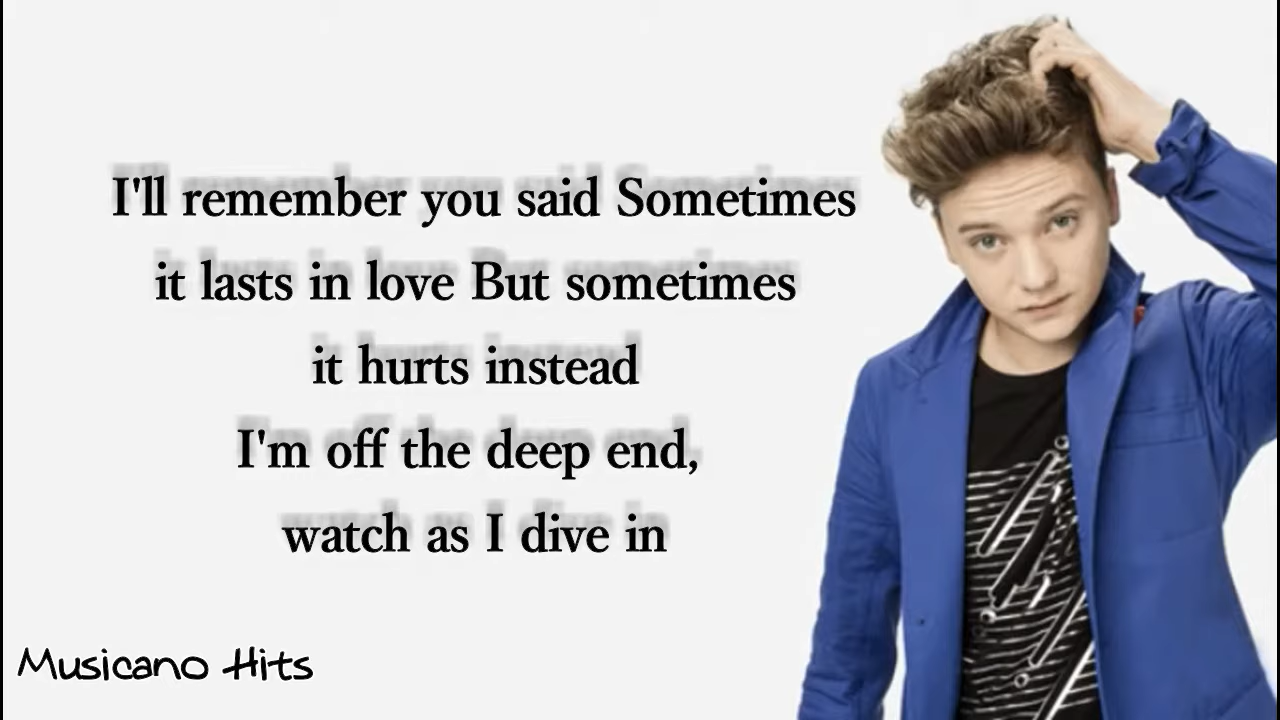 I'll remember you said Sometimes
it lasts in love But sometimes
it hurts instead
I'm off the deep end,
watch as I dive in
Musicano Hits